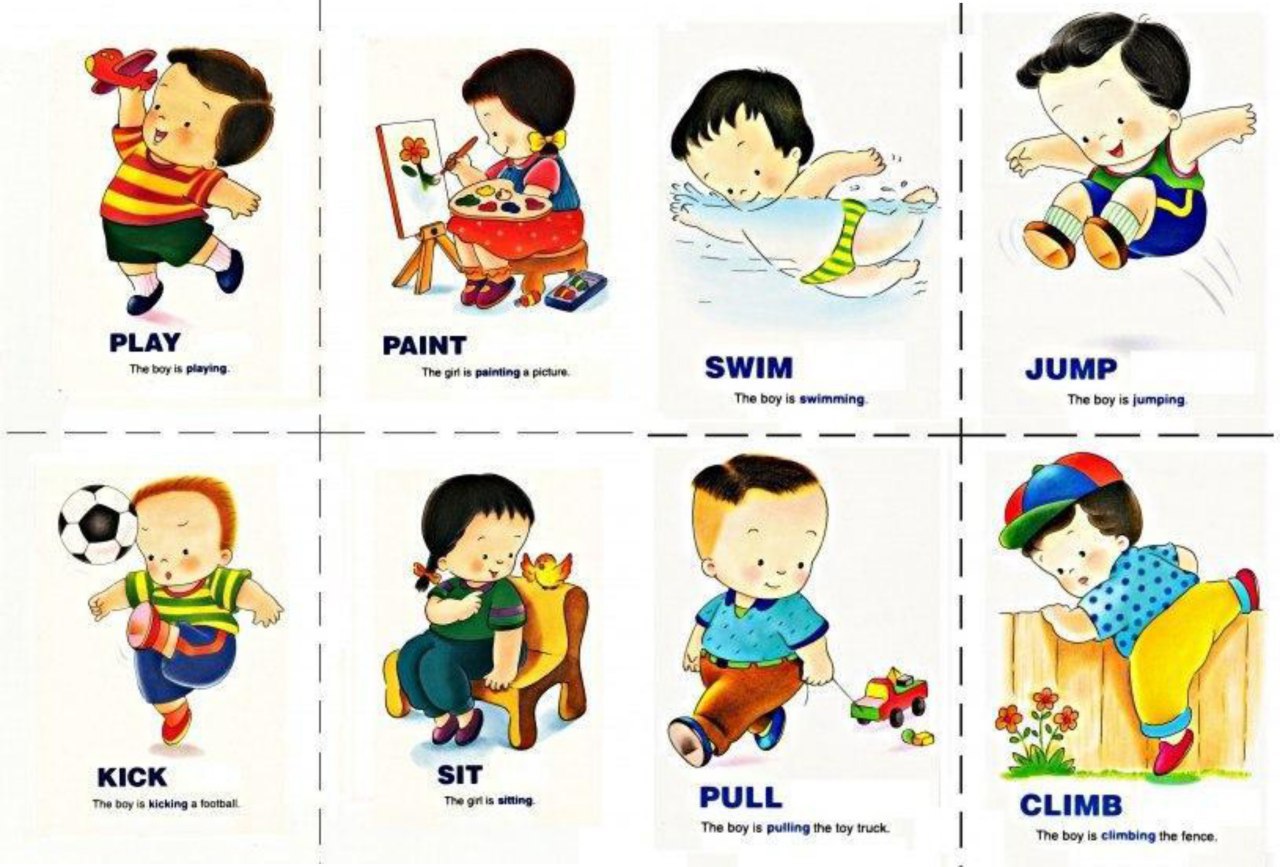 PLAY
The boy is playing.
PAINT
The girl is painting a picture.
SWIM
The boy is swimming.
JUMP
The boy is jumping.
KICK
The boy is kicking a football.
SIT
The girl is sitting.
PULL
The boy is pulling the toy truck.
CLIMB
The boy is climbing the fence.